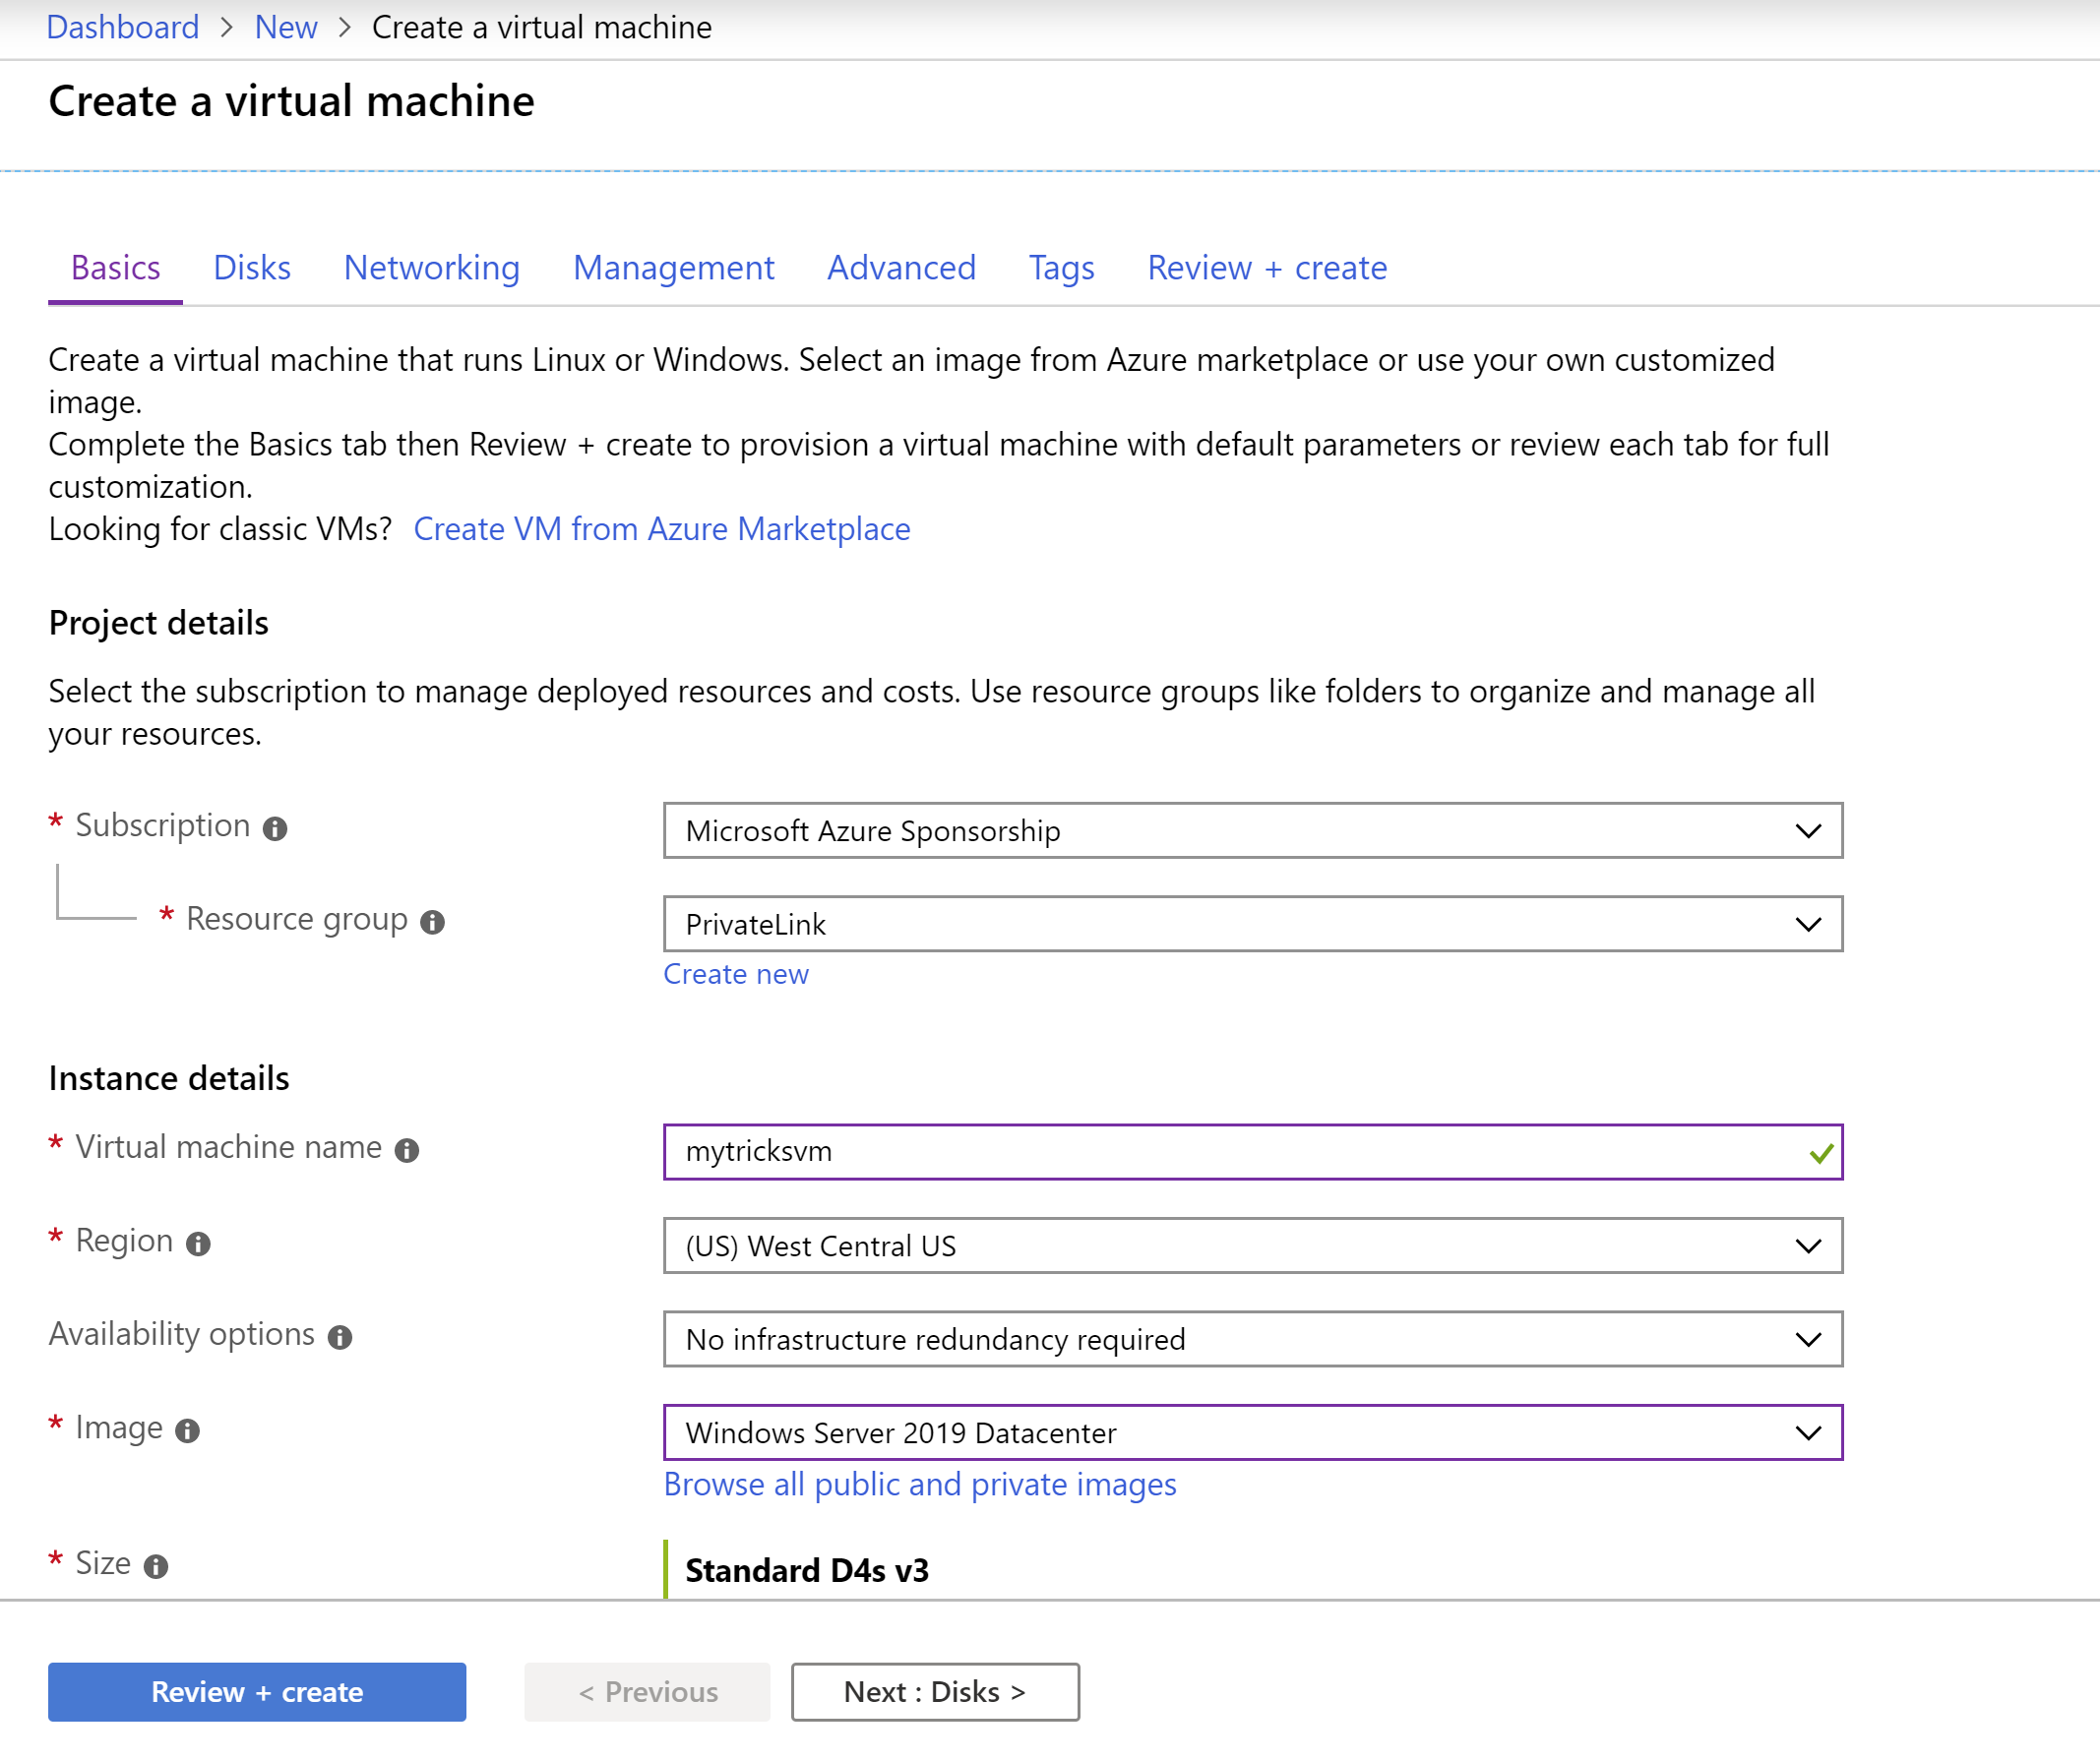 Dashboard > New > Create a virtual machine
Create a virtual machine
Basics Disks Networking Management Advanced Tags Review + create
Create a virtual machine that runs Linux or Windows. Select an image from Azure marketplace or use your own customized
image.
Complete the Basics tab then Review + create to provision a virtual machine with default parameters or review each tab for full
customization.
Looking for classic VMs? Create VM from Azure Marketplace
Project details
Select the subscription to manage deployed resources and costs. Use resource groups like folders to organize and manage all
your resources.
* Subscription Microsoft Azure Sponsorship
* Resource group PrivateLink
Create new
Instance details
* Virtual machine name mytricksvm
* Region (US) West Central US
Availability options No infrastructure redundancy required
* Image Windows Server 2019 Datacenter
Browse all public and private images
* Size Standard D4s v3
Review + create < Previous Next : Disks >